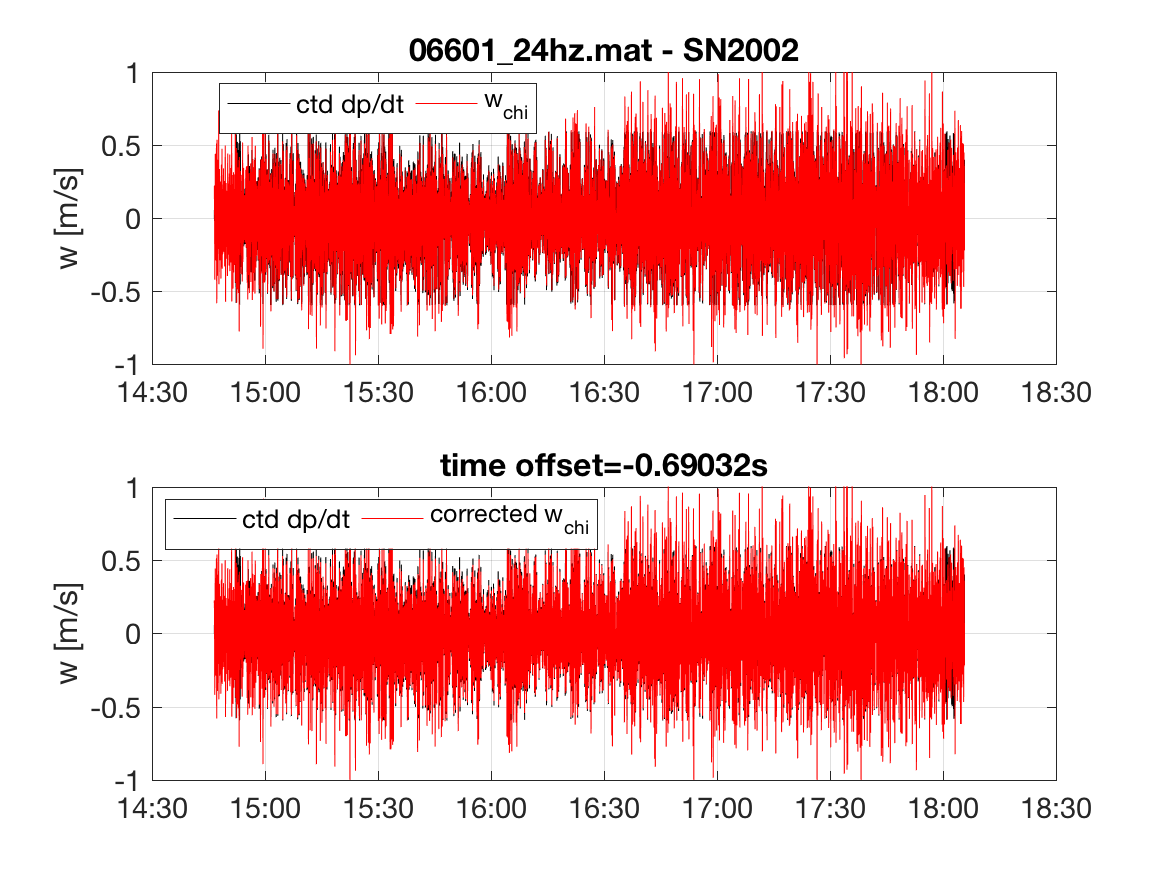 06601_24hz.mat - SN2002
ctd dp/dt w_chi
1
0.5
0
-0.5
-1
w [m/s]
14:30 15:00 15:30 16:00 16:30 17:00 17:30 18:00 18:30
time offset=-0.69032s
ctd dp/dt corrected w_chi
1
0.5
0
-0.5
-1
w [m/s]
14:30 15:00 15:30 16:00 16:30 17:00 17:30 18:00 18:30